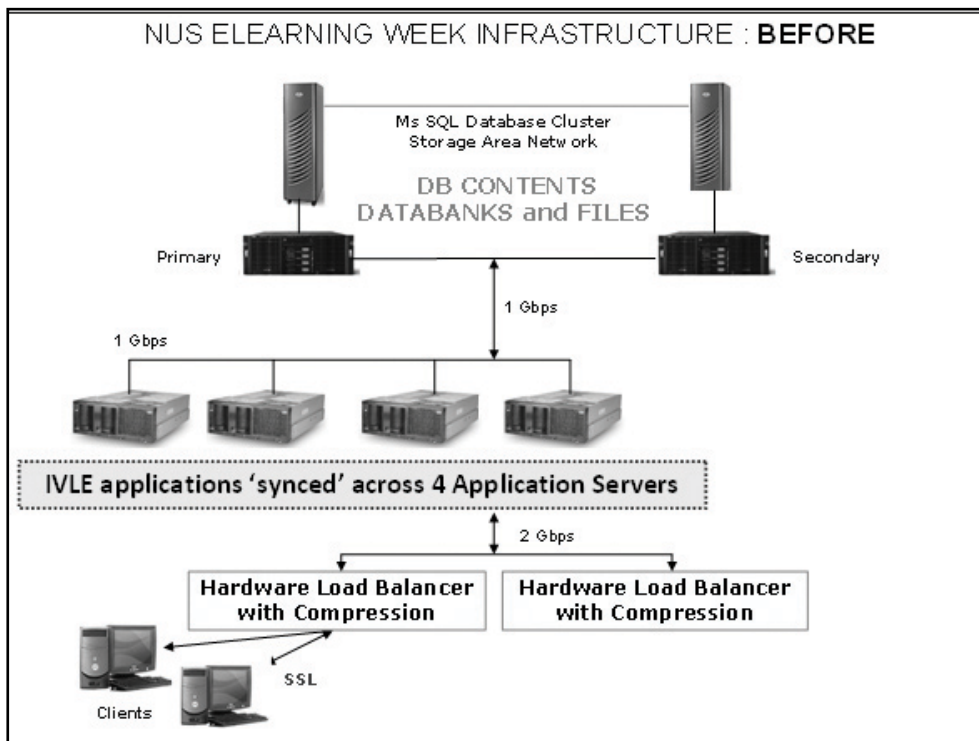 NUS ELEARNING WEEK INFRASTRUCTURE : BEFORE
Ms SQL Database Cluster
Storage Area Network
DB CONTENTS
DATABANKS and FILES
Primary
Secondary
1 Gbps
1 Gbps
IVLE applications ‘synced’ across 4 Application Servers
2 Gbps
Hardware Load Balancer
with Compression
Hardware Load Balancer
with Compression
SSL
Clients